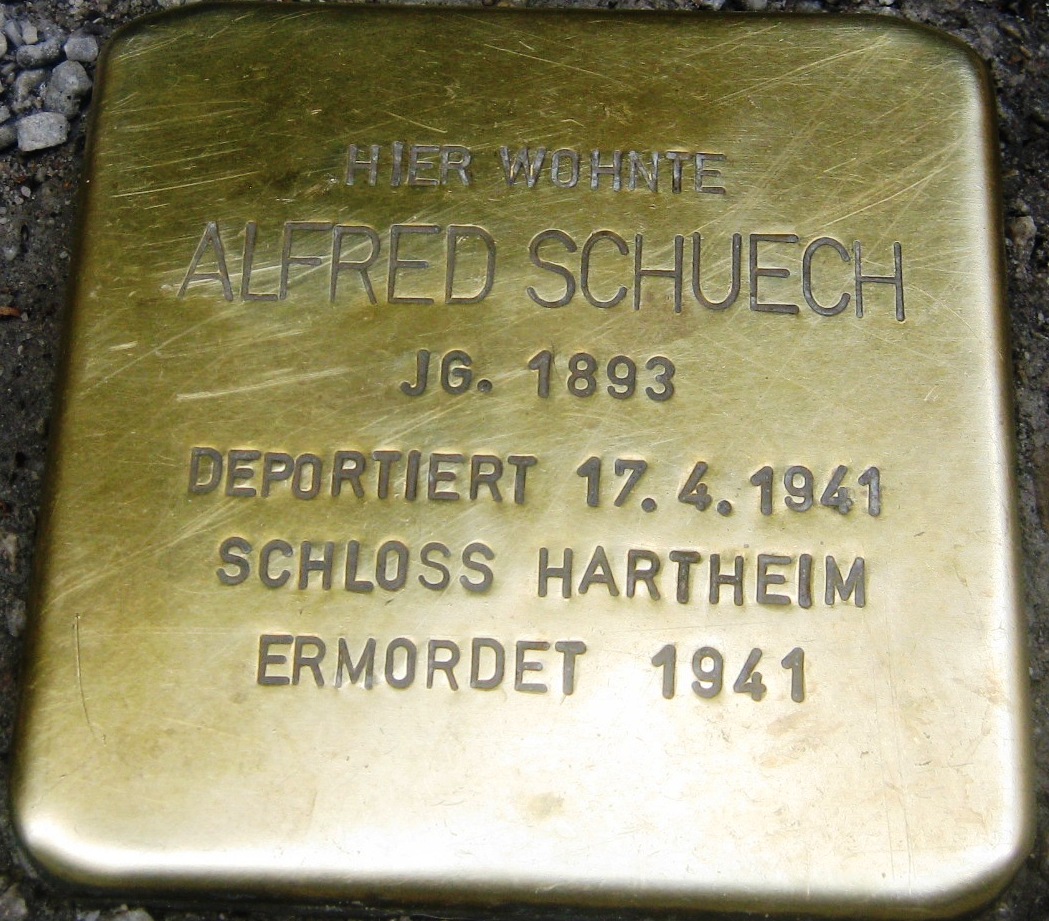 HIER WOHNTE
ALFRED SCHUECH
JG. 1893
DEPORTIERT 17.4.1941
SCHLOSS HARTHEIM
ERMORDET 1941